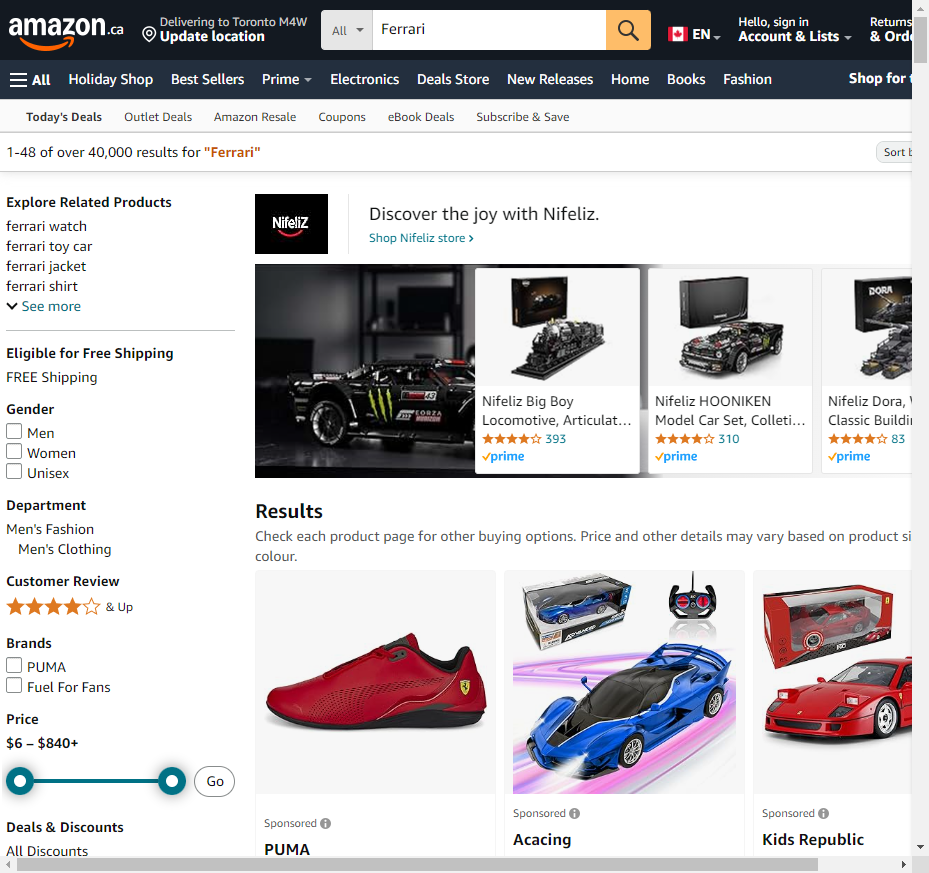 amazon.ca
Delivering to Toronto M4W
Update location
All
Ferrari
EN
Hello, sign in
Account & Lists
Returns
& Orde
All
Holiday Shop
Best Sellers
Prime
Electronics
Deals Store
New Releases
Home
Books
Fashion
Shop for t
Today's Deals
Outlet Deals
Amazon Resale
Coupons
eBook Deals
Subscribe & Save
1-48 of over 40,000 results for "Ferrari"
Sort b
Explore Related Products
ferrari watch
ferrari toy car
ferrari jacket
ferrari shirt
See more
Eligible for Free Shipping
FREE Shipping
Gender
Men
Women
Unisex
Department
Men's Fashion
Men's Clothing
Customer Review
& Up
Brands
PUMA
Fuel For Fans
Price
$6 – $840+
Go
Deals & Discounts
All Discounts
NifeliZ
Discover the joy with Nifeliz.
Shop Nifeliz store ›
43
FORZA
HORIZON
Nifeliz Big Boy
Locomotive, Articulat...
393
prime
Nifeliz HOONIKEN
Model Car Set, Colleti...
310
prime
DORA
Nifeliz Dora, W
Classic Buildin
83
prime
Results
Check each product page for other buying options. Price and other details may vary based on product si
colour.
Sponsored
PUMA
Sponsored
Acacing
Sponsored
Kids Republic